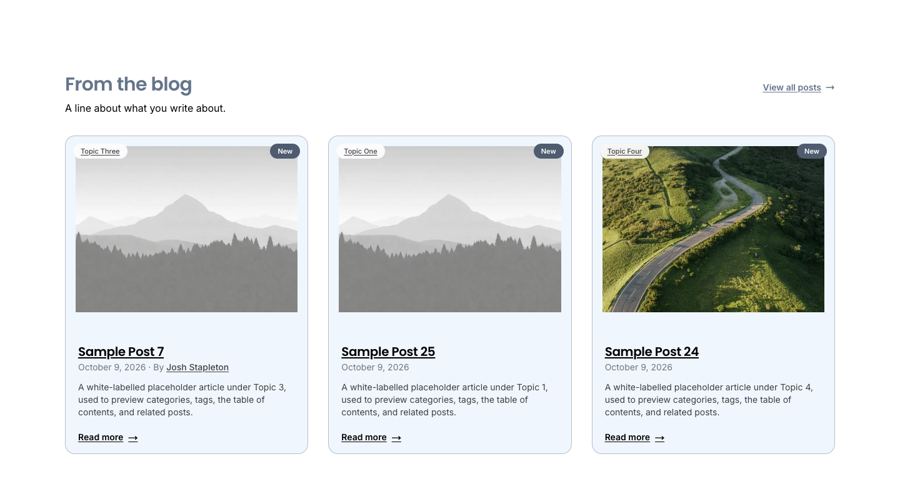 From the blog
View all posts →
A line about what you write about.
Topic Three
New
Sample Post 7
October 9, 2026 · By Josh Stapleton
A white-labelled placeholder article under Topic 3,
used to preview categories, tags, the table of
contents, and related posts.
Read more →
Topic One
New
Sample Post 25
October 9, 2026
A white-labelled placeholder article under Topic 1,
used to preview categories, tags, the table of
contents, and related posts.
Read more →
Topic Four
New
Sample Post 24
October 9, 2026
A white-labelled placeholder article under Topic 4,
used to preview categories, tags, the table of
contents, and related posts.
Read more →